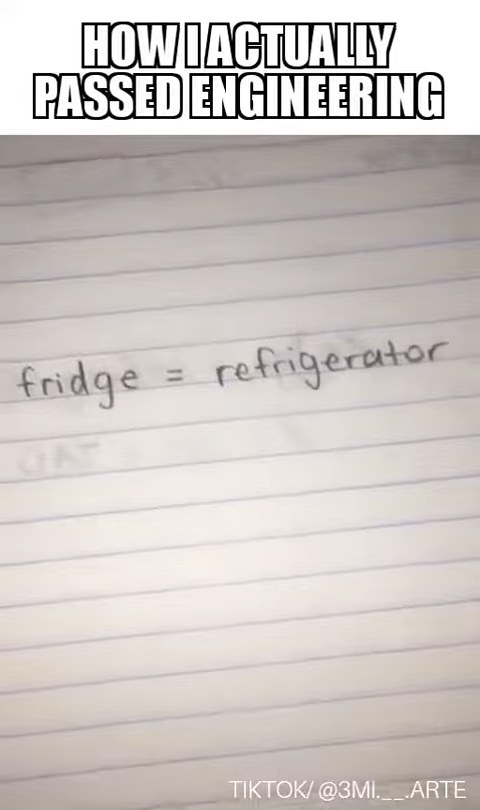 HOW I ACTUALLY
PASSED ENGINEERING
fridge = refrigerator
TIKTOK/ @3MI.__.ARTE